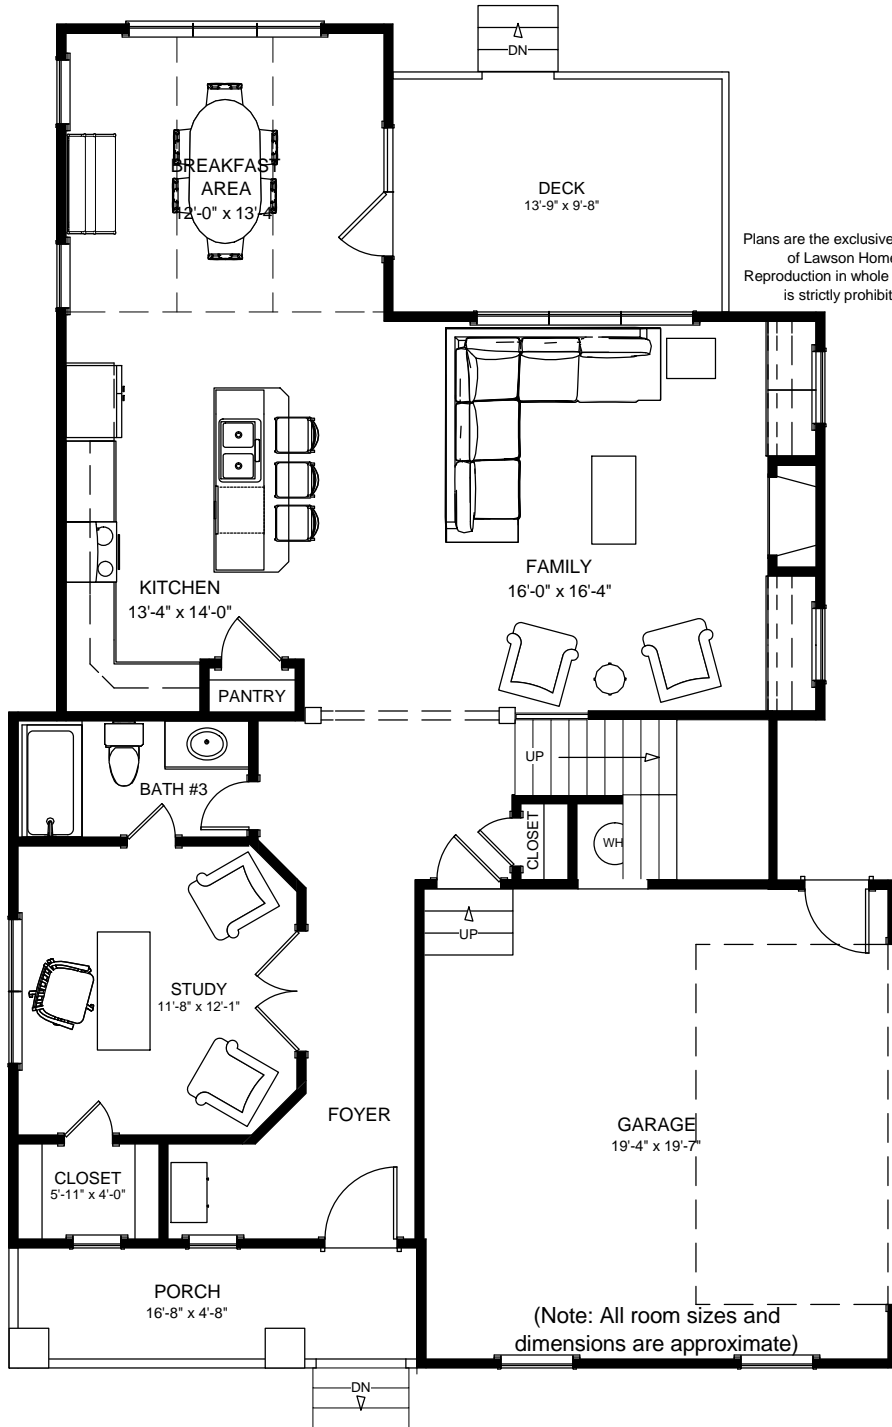 DN
BREAKFAST
AREA
12'-0" x 13'-4"
DECK
13'-9" x 9'-8"
Plans are the exclusive
of Lawson Home
Reproduction in whole
is strictly prohibit
FAMILY
16'-0" x 16'-4"
KITCHEN
13'-4" x 14'-0"
PANTRY
UP
BATH #3
CLOSET
WH
UP
STUDY
11'-8" x 12'-1"
FOYER
GARAGE
19'-4" x 19'-7"
CLOSET
5'-11" x 4'-0"
PORCH
16'-8" x 4'-8"
(Note: All room sizes and
dimensions are approximate)
DN